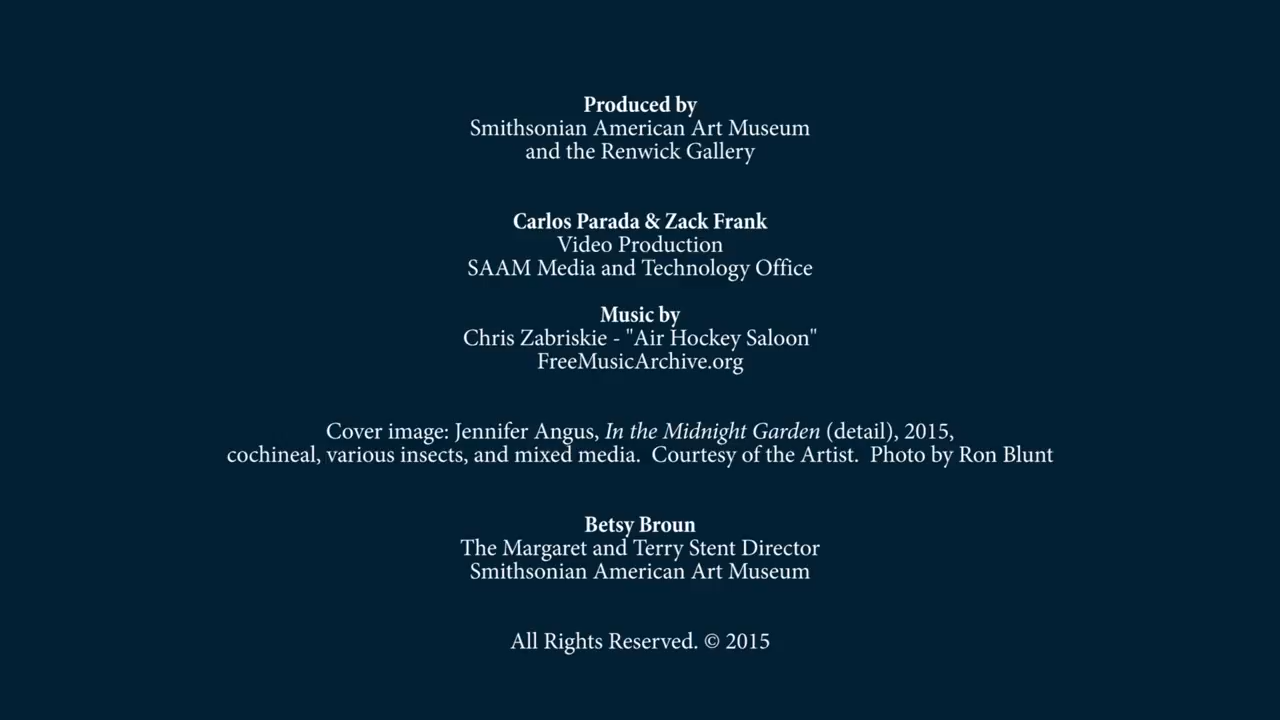 Produced by
Smithsonian American Art Museum
and the Renwick Gallery
Carlos Parada & Zack Frank
Video Production
SAAM Media and Technology Office
Music by
Chris Zabriskie - "Air Hockey Saloon"
FreeMusicArchive.org
Cover image: Jennifer Angus, In the Midnight Garden (detail), 2015,
cochineal, various insects, and mixed media.  Courtesy of the Artist.  Photo by Ron Blunt
Betsy Broun
The Margaret and Terry Stent Director
Smithsonian American Art Museum
All Rights Reserved. © 2015